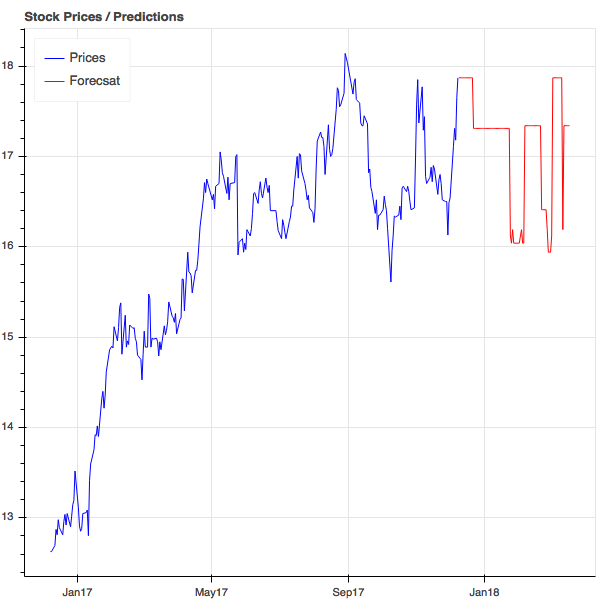 Stock Prices / Predictions
Prices
Forecsat
18
17
16
15
14
13
Jan17
May17
Sep17
Jan18